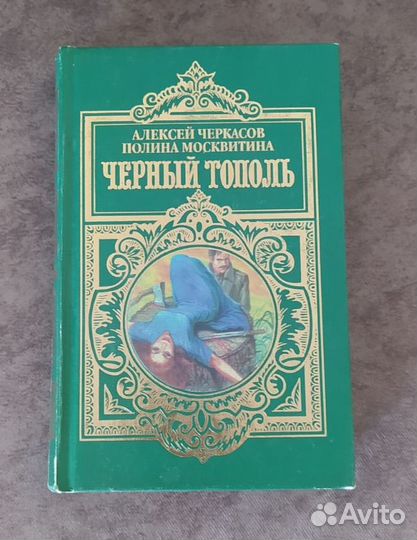 АЛЕКСЕЙ ЧЕРКАСОВ
ПОЛИНА МОСКВИТИНА
ЧЕРНЫЙ ТОПОЛЬ
Avito